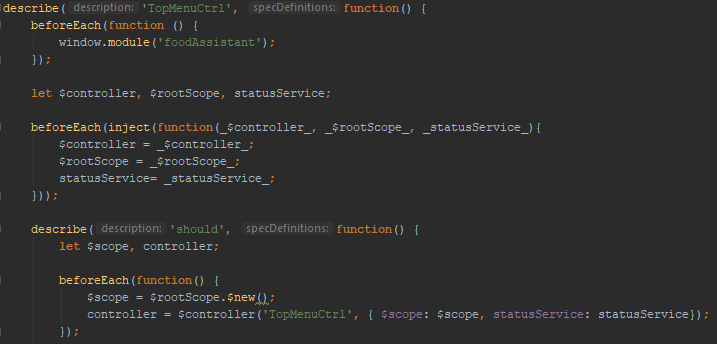 describe( description: 'TopMenuCtrl', specDefinitions: function() {
    beforeEach(function () {
        window.module('foodAssistant');
    });

    let $controller, $rootScope, statusService;

    beforeEach(inject(function(_$controller_, _$rootScope_, _statusService_){
        $controller = _$controller_;
        $rootScope = _$rootScope_;
        statusService= _statusService_;
    }));

    describe( description: 'should', specDefinitions: function() {
        let $scope, controller;

        beforeEach(function() {
            $scope = $rootScope.$new();
            controller = $controller('TopMenuCtrl', { $scope: $scope, statusService: statusService});
        });